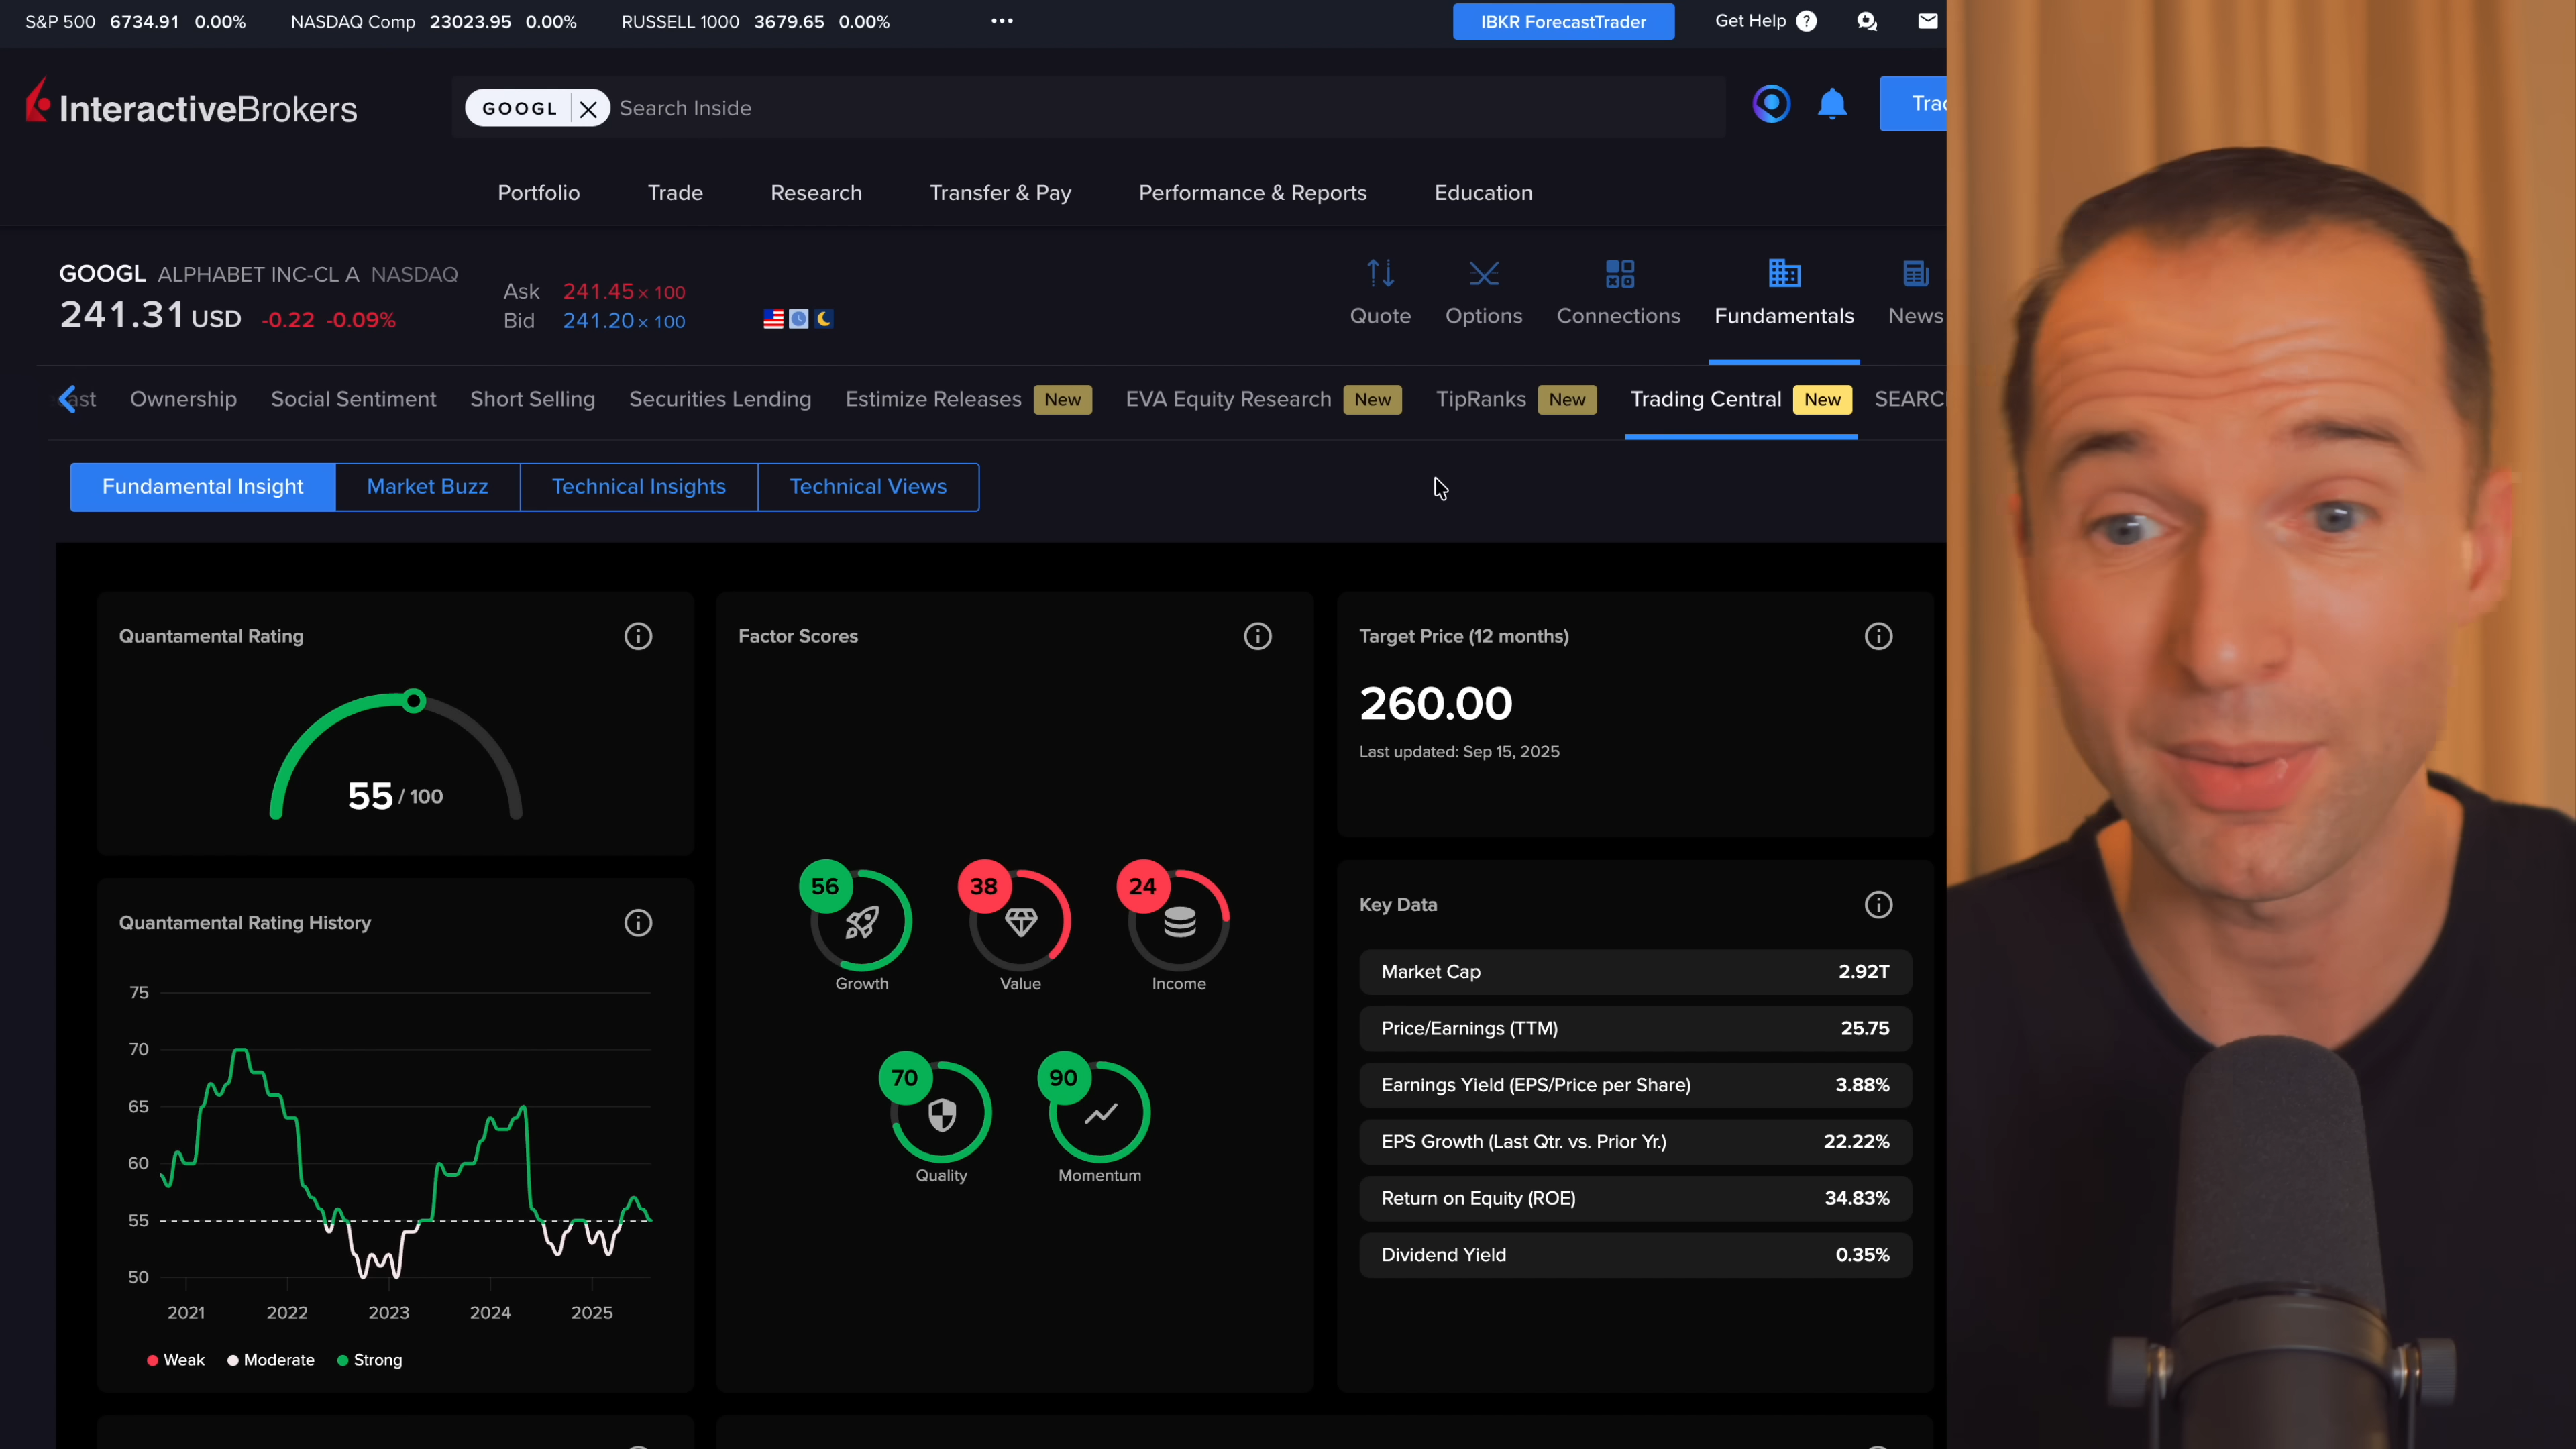 S&P 500 6734.91 0.00% NASDAQ Comp 23023.95 0.00% RUSSELL 1000 3679.65 0.00% ••• IBKR ForecastTrader Get Help ?
InteractiveBrokers GOOGL Search Inside Trad
Portfolio Trade Research Transfer & Pay Performance & Reports Education
GOOGL ALPHABET INC-CL A NASDAQ
241.31 USD -0.22 -0.09%
Ask 241.45 × 100
Bid 241.20 × 100
Quote Options Connections Fundamentals News
ast Ownership Social Sentiment Short Selling Securities Lending Estimize Releases New EVA Equity Research New TipRanks New Trading Central New SEARC
Fundamental Insight Market Buzz Technical Insights Technical Views
Quantamental Rating
55 / 100
Quantamental Rating History
75
70
65
60
55
50
2021 2022 2023 2024 2025
Weak Moderate Strong
Factor Scores
56 38 24
Growth Value Income
70 90
Quality Momentum
Target Price (12 months)
260.00
Last updated: Sep 15, 2025
Key Data
Market Cap 2.92T
Price/Earnings (TTM) 25.75
Earnings Yield (EPS/Price per Share) 3.88%
EPS Growth (Last Qtr. vs. Prior Yr.) 22.22%
Return on Equity (ROE) 34.83%
Dividend Yield 0.35%